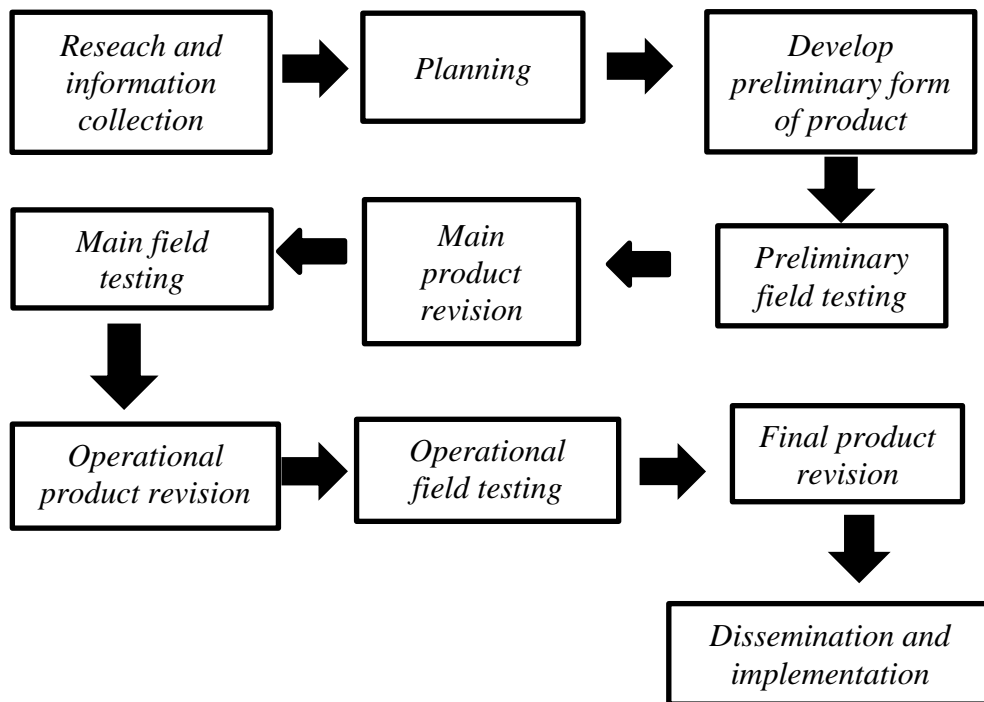 Reseach and
information
collection
Planning
Develop
preliminary form
of product
Preliminary
field testing
Main
product
revision
Main field
testing
Operational
product revision
Operational
field testing
Final product
revision
Dissemination and
implementation